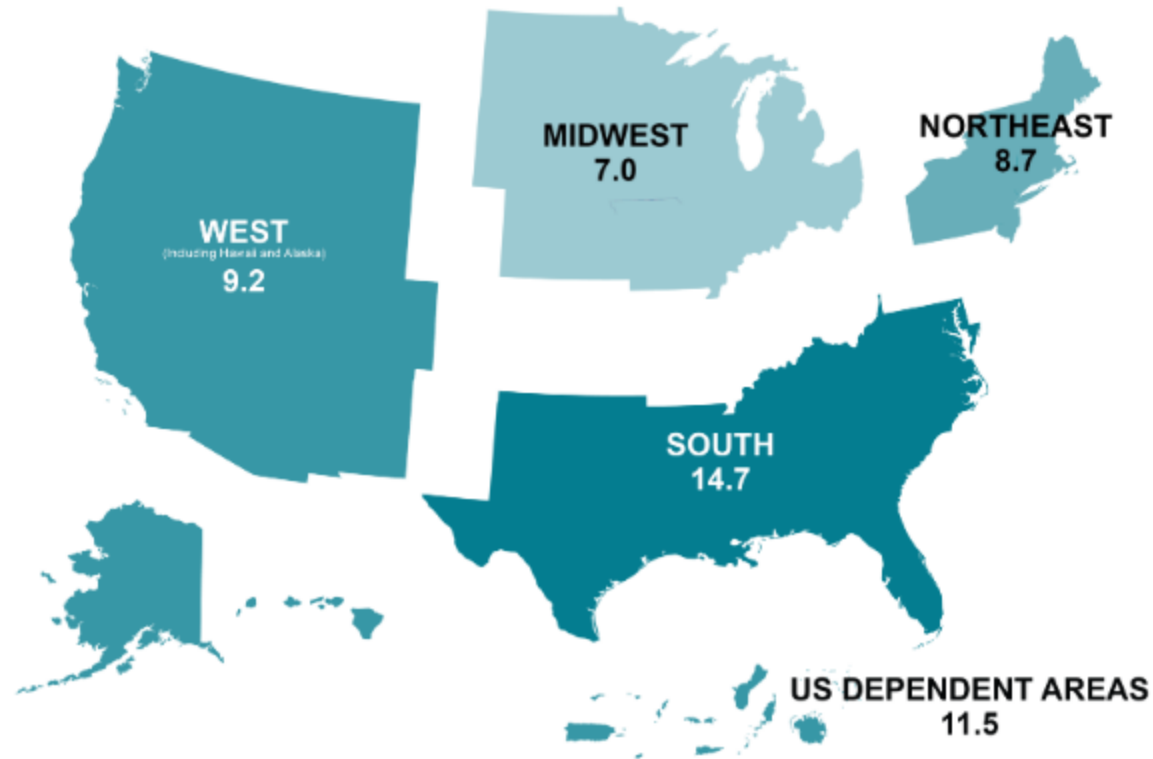 MIDWEST
7.0
NORTHEAST
8.7
WEST
(Including Hawaii and Alaska)
9.2
SOUTH
14.7
US DEPENDENT AREAS
11.5